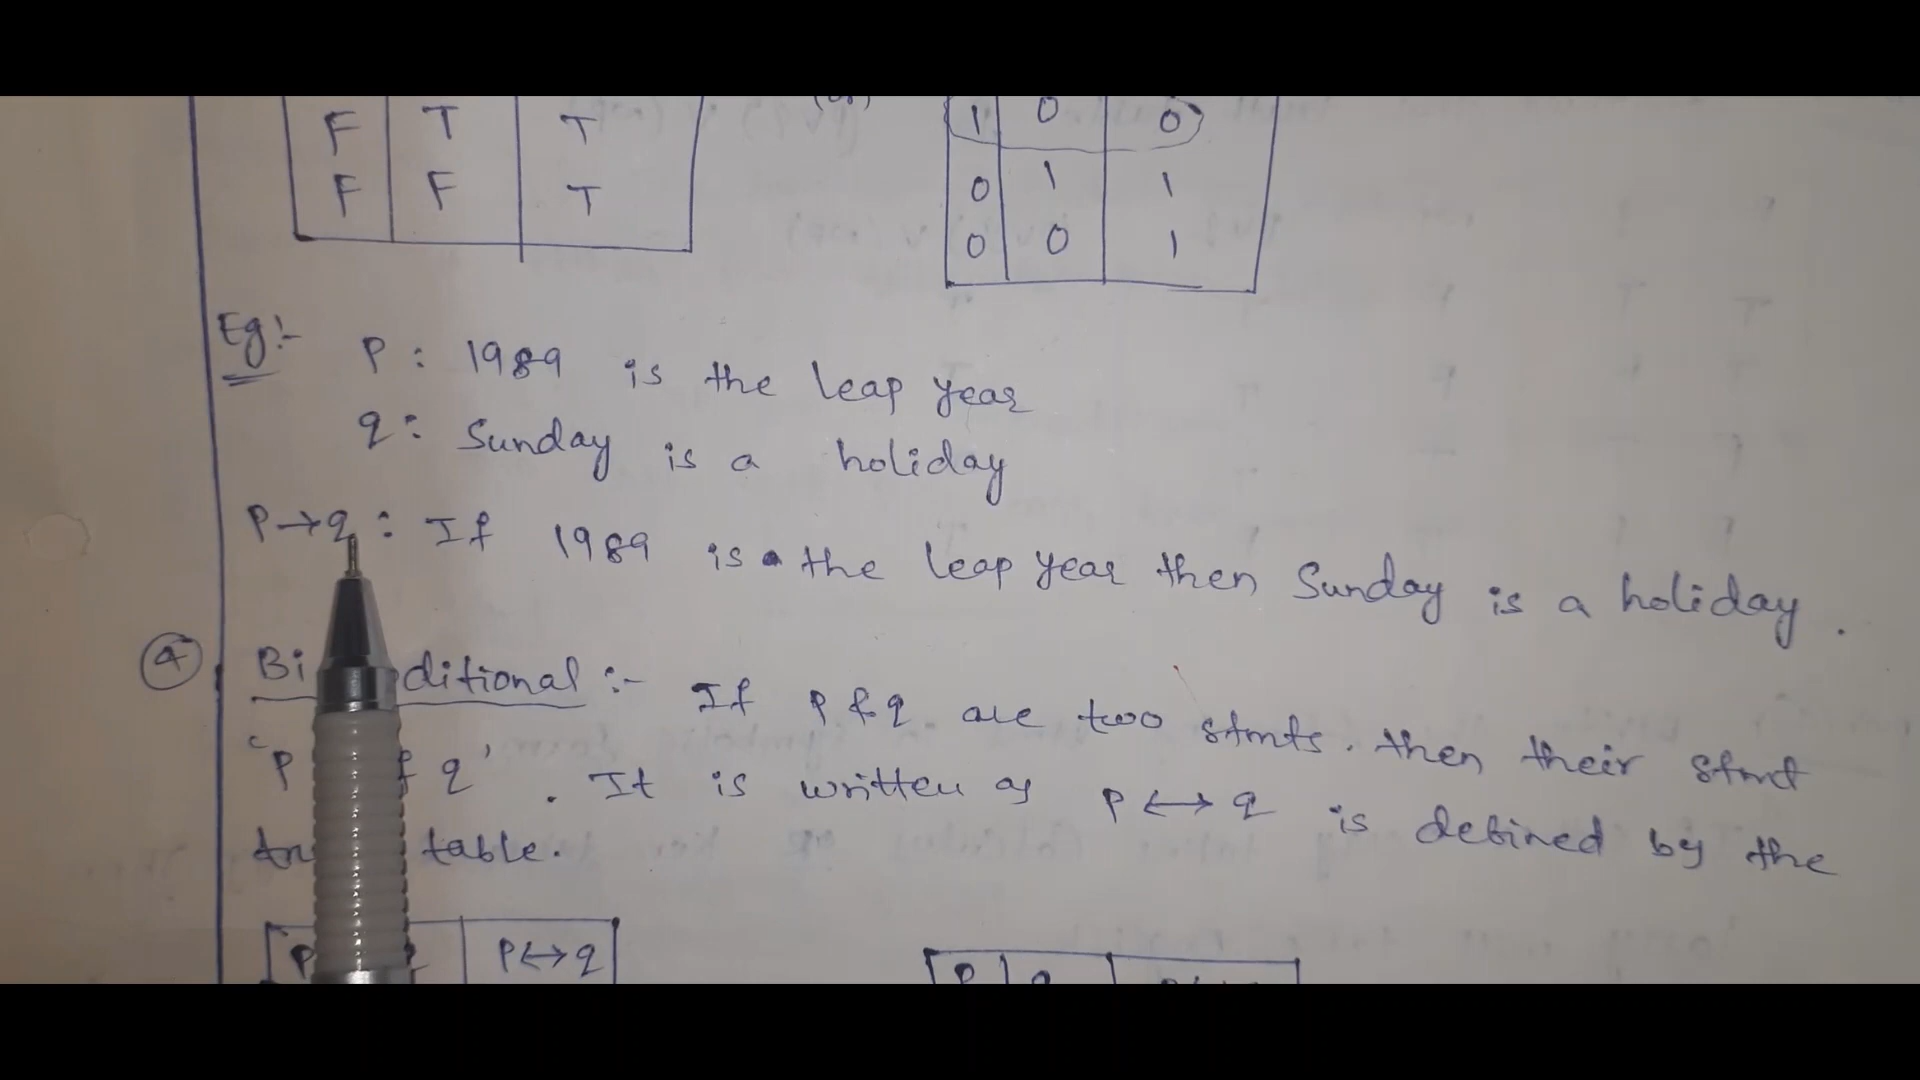 F T T
F F T
1 0 0
0 1 1
0 0 1
Eg:-
P : 1989 is the leap year
q : Sunday is a holiday
P→q : If 1989 is the leap year then Sunday is a holiday.
4 Bi ditional :- If P & q are two stmts. then their stmt
'P q'. It is written as P ↔ q is defined by the
table.
P P↔q
P q